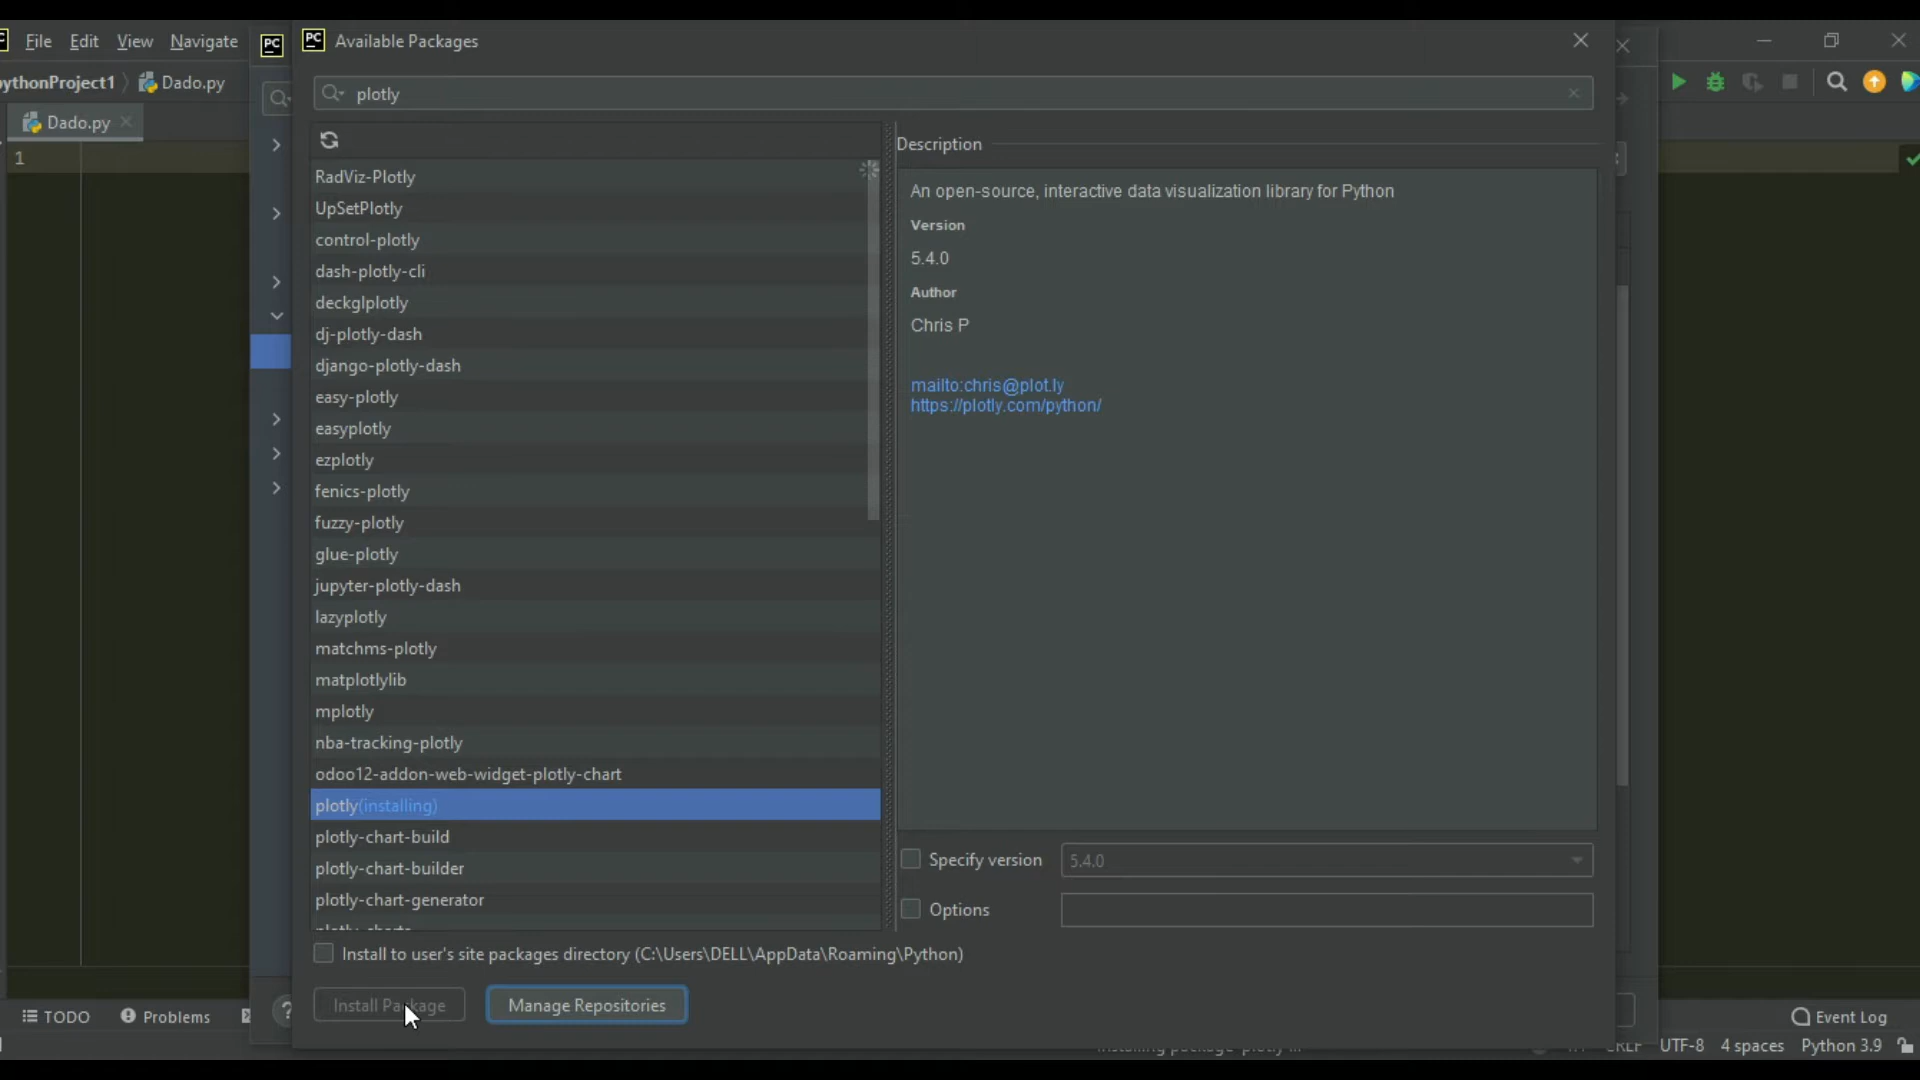 File Edit View Navigate
PC
PC Available Packages
pythonProject1 Dado.py
plotly
Dado.py
1
Description
RadViz-Plotly
UpSetPlotly
control-plotly
dash-plotly-cli
deckglplotly
dj-plotly-dash
django-plotly-dash
easy-plotly
easyplotly
ezplotly
fenics-plotly
fuzzy-plotly
glue-plotly
jupyter-plotly-dash
lazyplotly
matchms-plotly
matplotlylib
mplotly
nba-tracking-plotly
odoo12-addon-web-widget-plotly-chart
plotly(installing)
plotly-chart-build
plotly-chart-builder
plotly-chart-generator
An open-source, interactive data visualization library for Python
Version
5.4.0
Author
Chris P
mailto:chris@plot.ly
https://plotly.com/python/
Specify version 5.4.0
Options
Install to user's site packages directory (C:\Users\DELL\AppData\Roaming\Python)
Install Package Manage Repositories
TODO Problems
?
Event Log
CRLF UTF-8 4 spaces Python 3.9